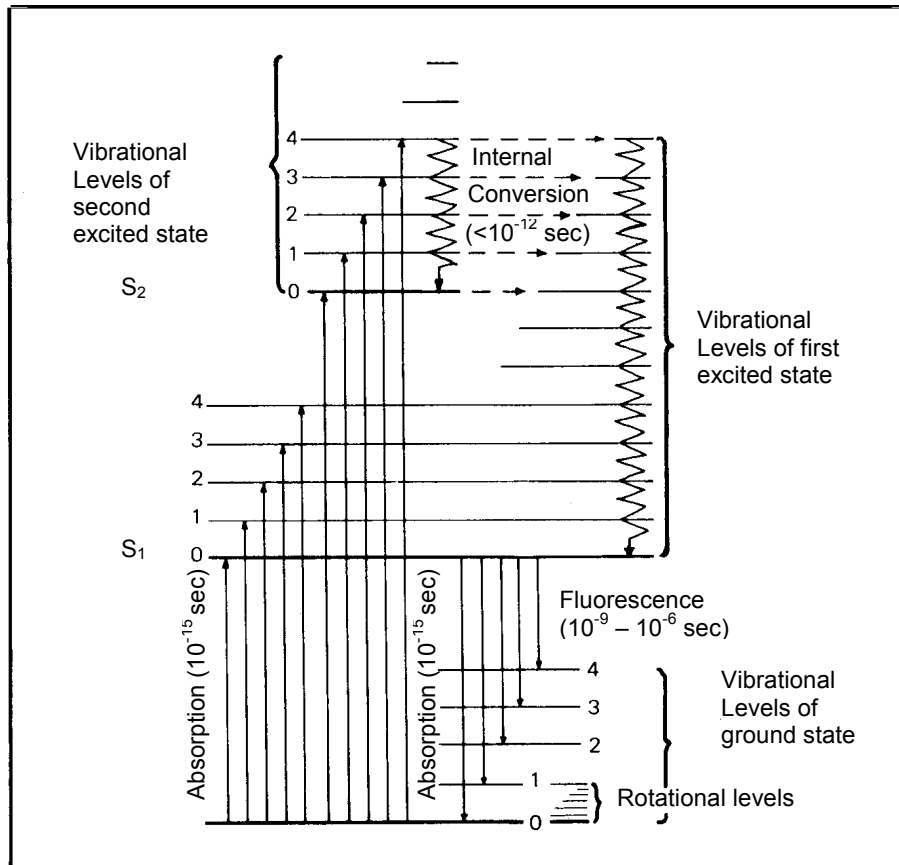 4
3
2
1
0
Vibrational
Levels of
second
excited state
S₂
Internal
Conversion
(<10⁻¹² sec)
Vibrational
Levels of first
excited state
4
3
2
1
0
S₁
Absorption (10⁻¹⁵ sec)
Absorption (10⁻¹⁵ sec)
Fluorescence
(10⁻⁹ – 10⁻⁶ sec)
4
3
2
1
0
Vibrational
Levels of
ground state
Rotational levels